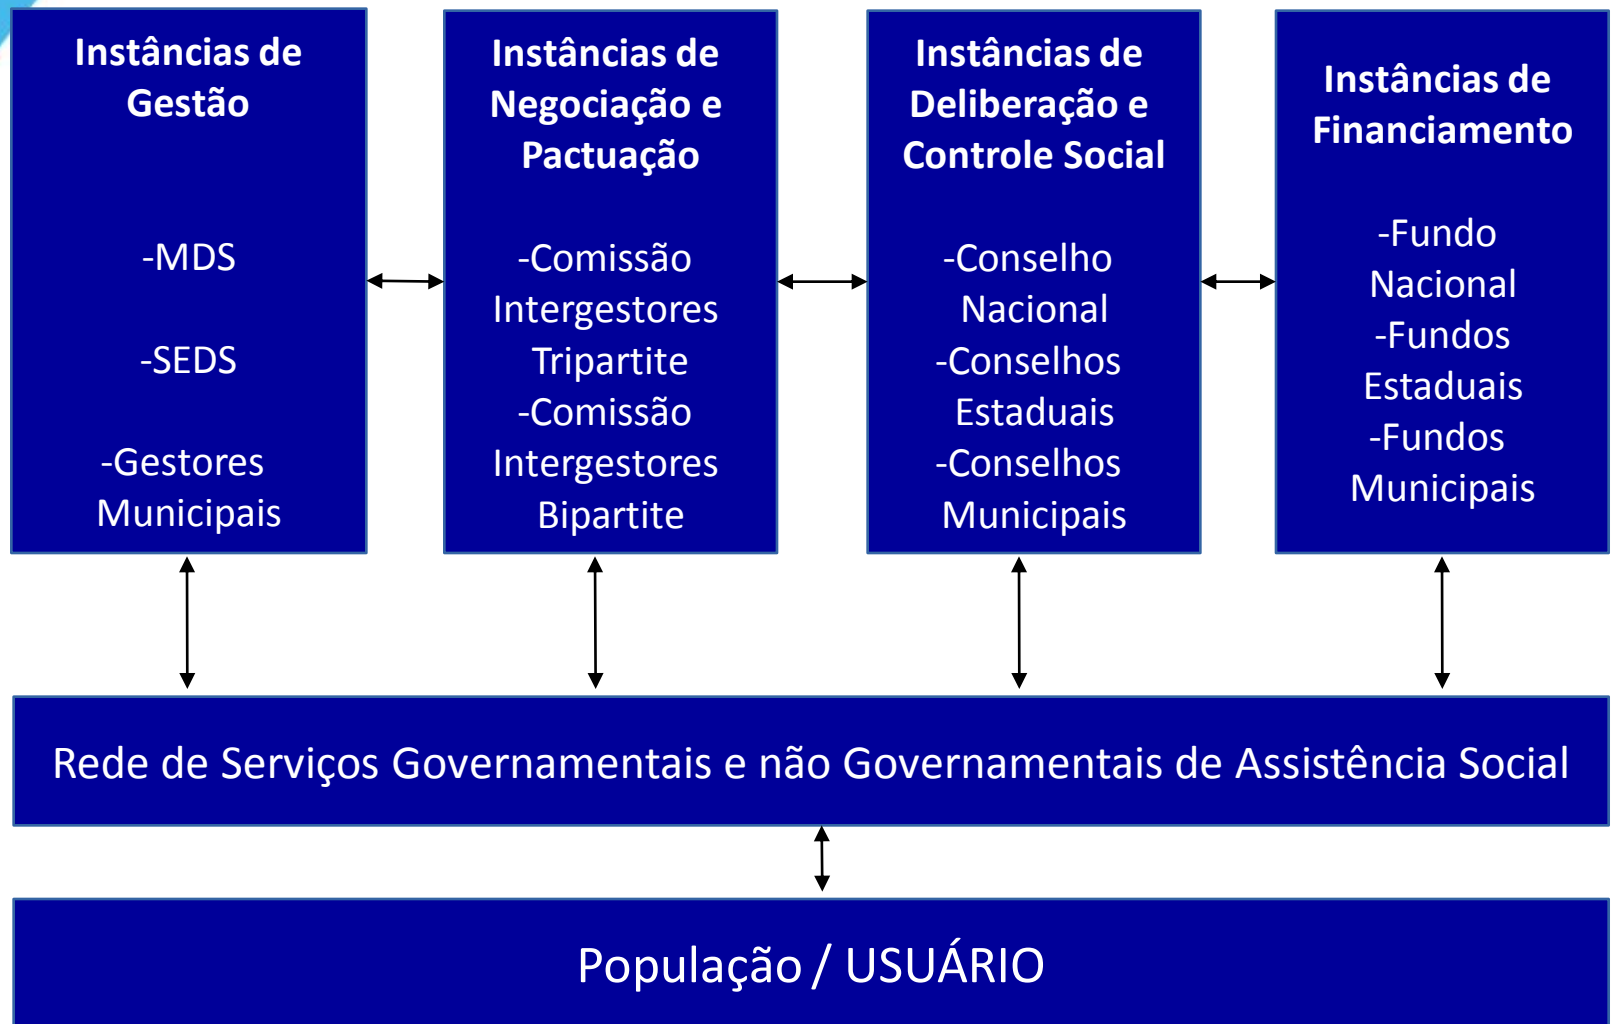 Instâncias de
Gestão
-MDS
-SEDS
-Gestores
Municipais
Instâncias de
Negociação e
Pactuação
-Comissão
Intergestores
Tripartite
-Comissão
Intergestores
Bipartite
Instâncias de
Deliberação e
Controle Social
-Conselho
Nacional
-Conselhos
Estaduais
-Conselhos
Municipais
Instâncias de
Financiamento
-Fundo
Nacional
-Fundos
Estaduais
-Fundos
Municipais
Rede de Serviços Governamentais e não Governamentais de Assistência Social
População / USUÁRIO